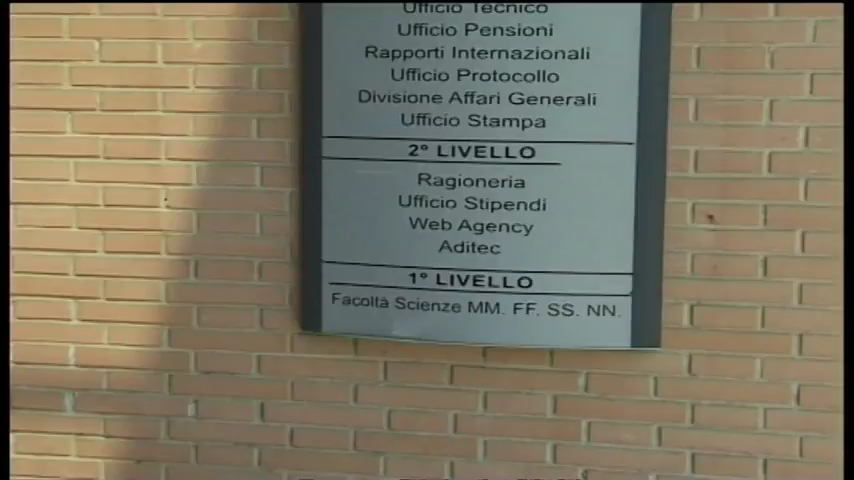 Ufficio Tecnico
Ufficio Pensioni
Rapporti Internazionali
Ufficio Protocollo
Divisione Affari Generali
Ufficio Stampa
2° LIVELLO
Ragioneria
Ufficio Stipendi
Web Agency
Aditec
1° LIVELLO
Facoltà Scienze MM. FF. SS. NN.